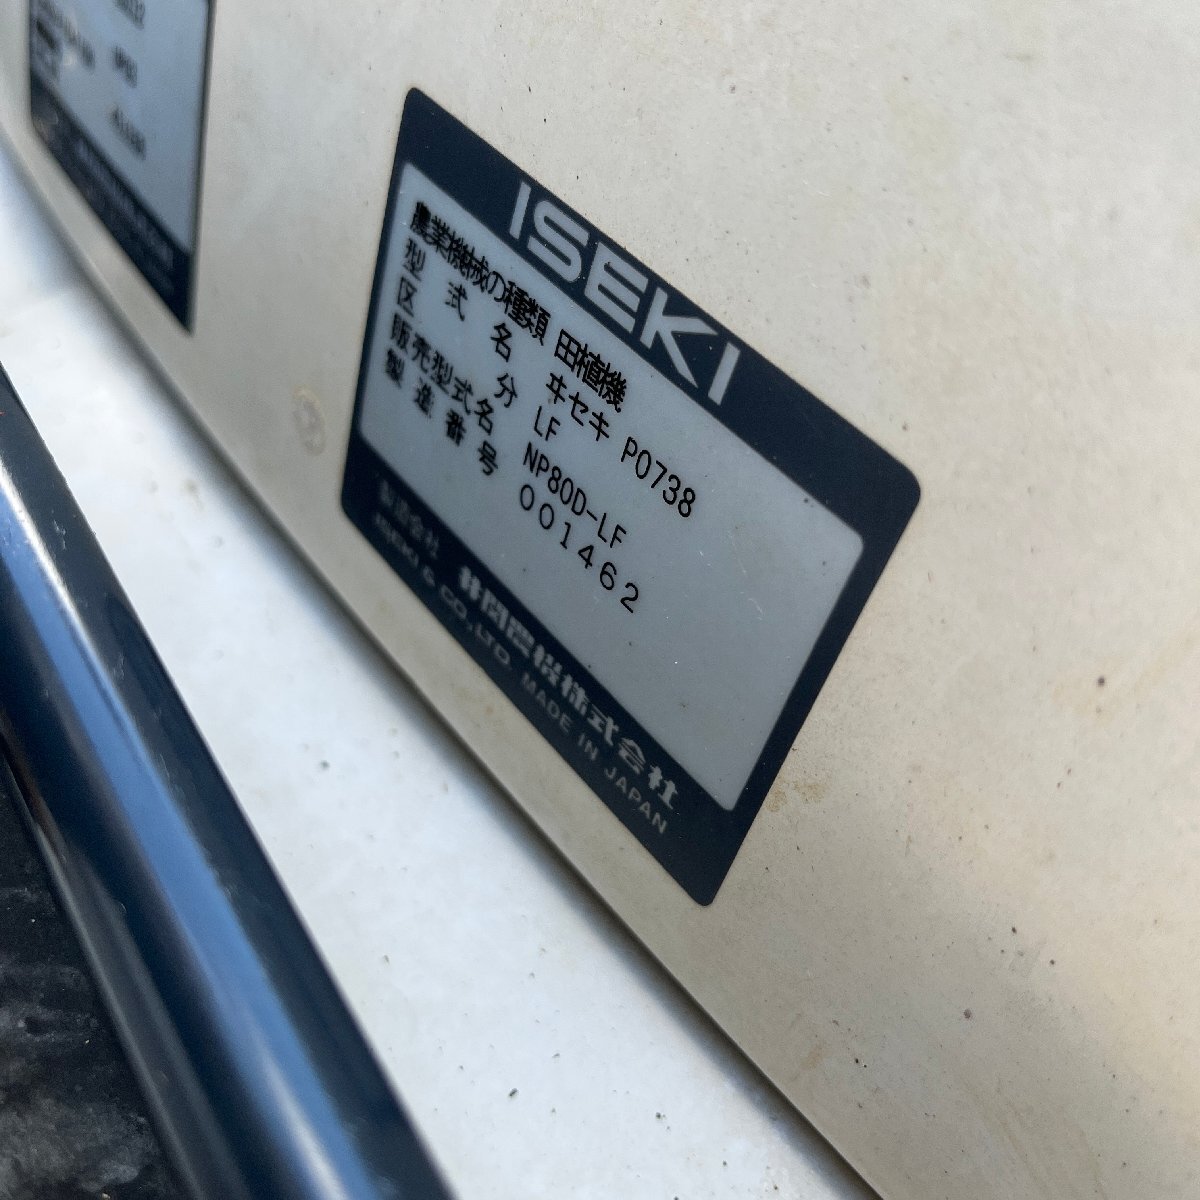 ISEKI
農業機械の種類 田植機
型式名 ヰセキ P0738
区分 LF
販売型式名 NP80D-LF
製造番号 001462
製造会社 井関農機株式会社
ISEKI & CO.,LTD. MADE IN JAPAN